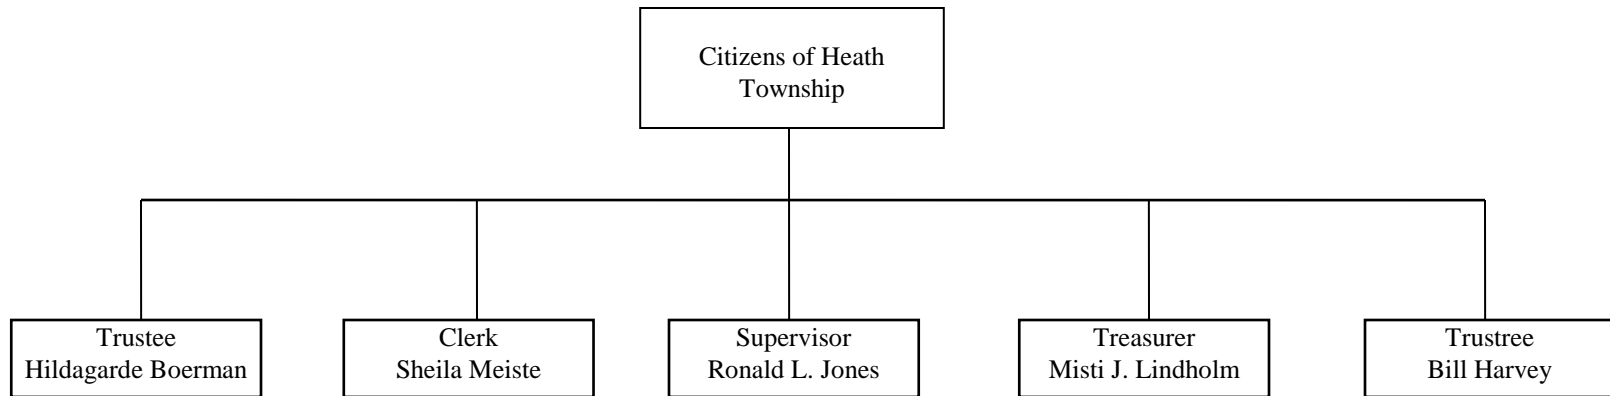 Citizens of Heath
Township
Trustee
Hildagarde Boerman
Clerk
Sheila Meiste
Supervisor
Ronald L. Jones
Treasurer
Misti J. Lindholm
Trustree
Bill Harvey